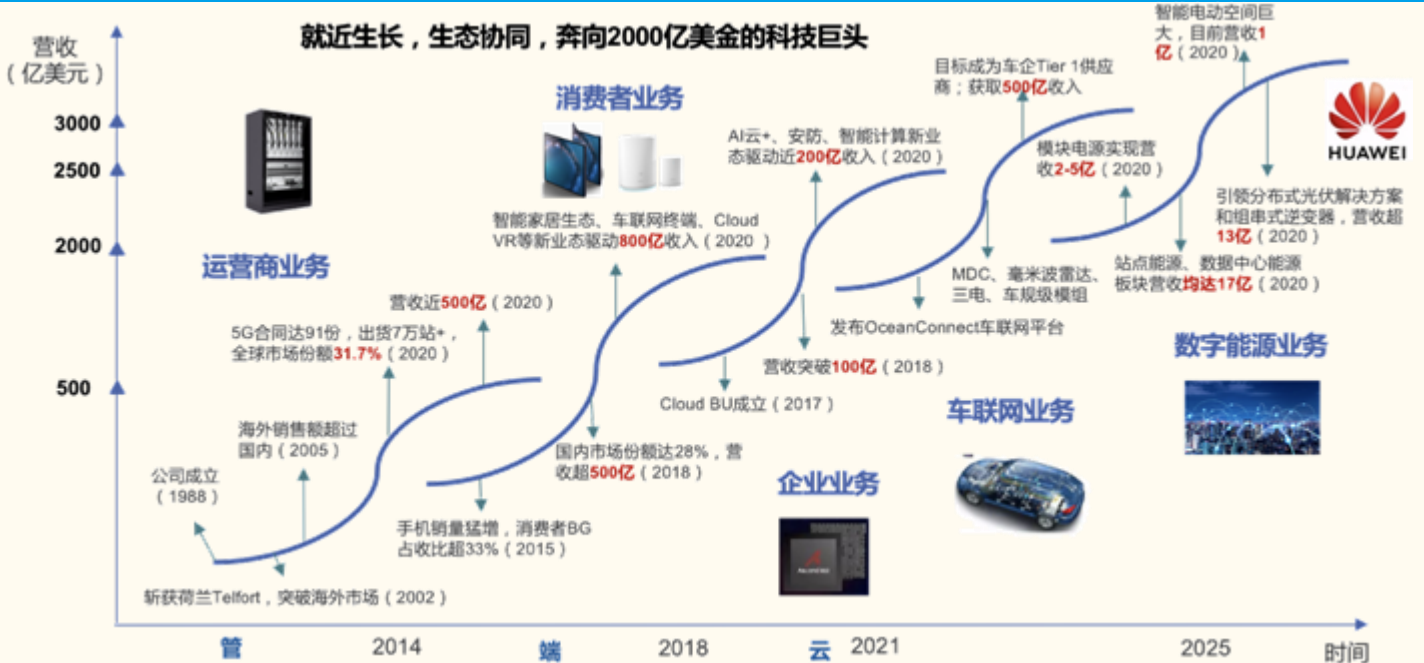 就近生长，生态协同，奔向2000亿美金的科技巨头
营收
（亿美元）
3000
2500
2000
500
运营商业务
公司成立
（1988）
斩获荷兰Telfort，突破海外市场（2002）
海外销售额超过
国内（2005）
5G合同达91份，出货7万站+，
全球市场份额31.7%（2020）
营收近500亿（2020）
消费者业务
手机销量猛增，消费者BG
占收比超33%（2015）
国内市场份额达28%，营
收超500亿（2018）
智能家居生态、车联网终端、Cloud
VR等新业态驱动800亿收入（2020 ）
企业业务
Cloud BU成立（2017）
营收突破100亿（2018）
AI云+、安防、智能计算新业
态驱动近200亿收入（2020）
车联网业务
发布OceanConnect车联网平台
MDC、毫米波雷达、
三电、车规级模组
目标成为车企Tier 1供应
商；获取500亿收入
数字能源业务
模块电源实现营
收2-5亿（2020）
站点能源、数据中心能源
板块营收均达17亿（2020）
智能电动空间巨
大，目前营收1
亿（2020）
引领分布式光伏解决方案
和组串式逆变器，营收超
13亿（2020）
HUAWEI
管
2014
端
2018
云
2021
2025
时间